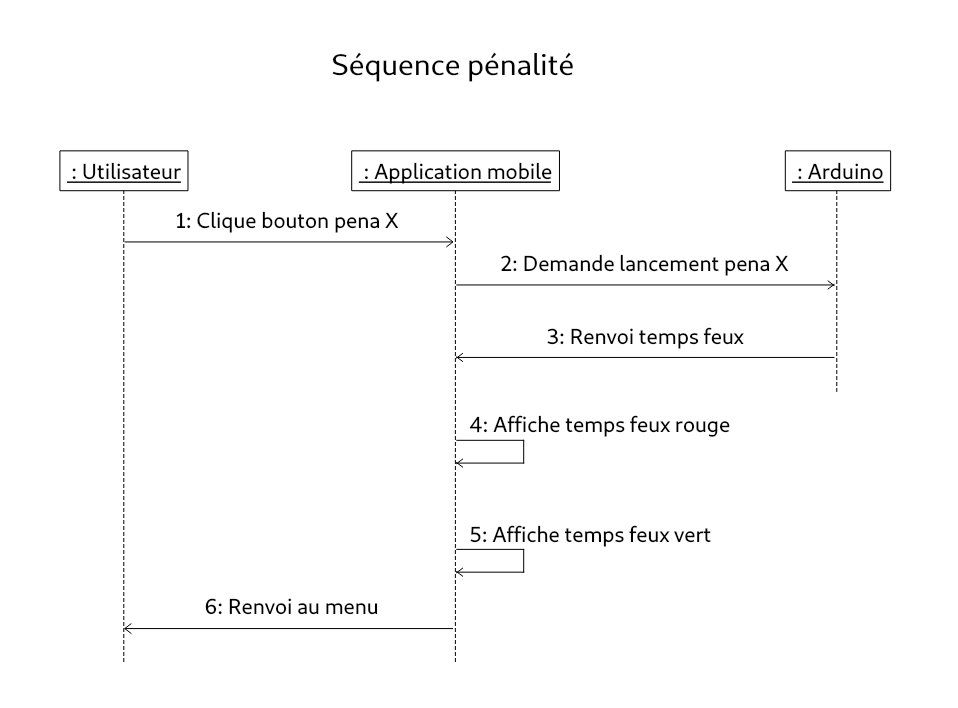 Séquence pénalité
: Utilisateur
: Application mobile
: Arduino
1: Clique bouton pena X
2: Demande lancement pena X
3: Renvoi temps feux
4: Affiche temps feux rouge
5: Affiche temps feux vert
6: Renvoi au menu